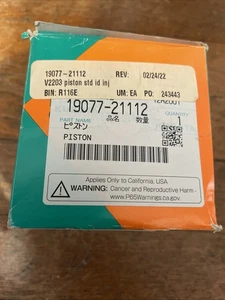 19077-21112 REV: 02/24/22
V2203 piston std id inj
BIN: R116E UM: EA PO: 243443
19077-21112
PART NAME 品名 数量 QUANTITY
ピストン 1
PISTON
Applies Only to California, USA
WARNING: Cancer and Reproductive Harm -
www.P65Warnings.ca.gov